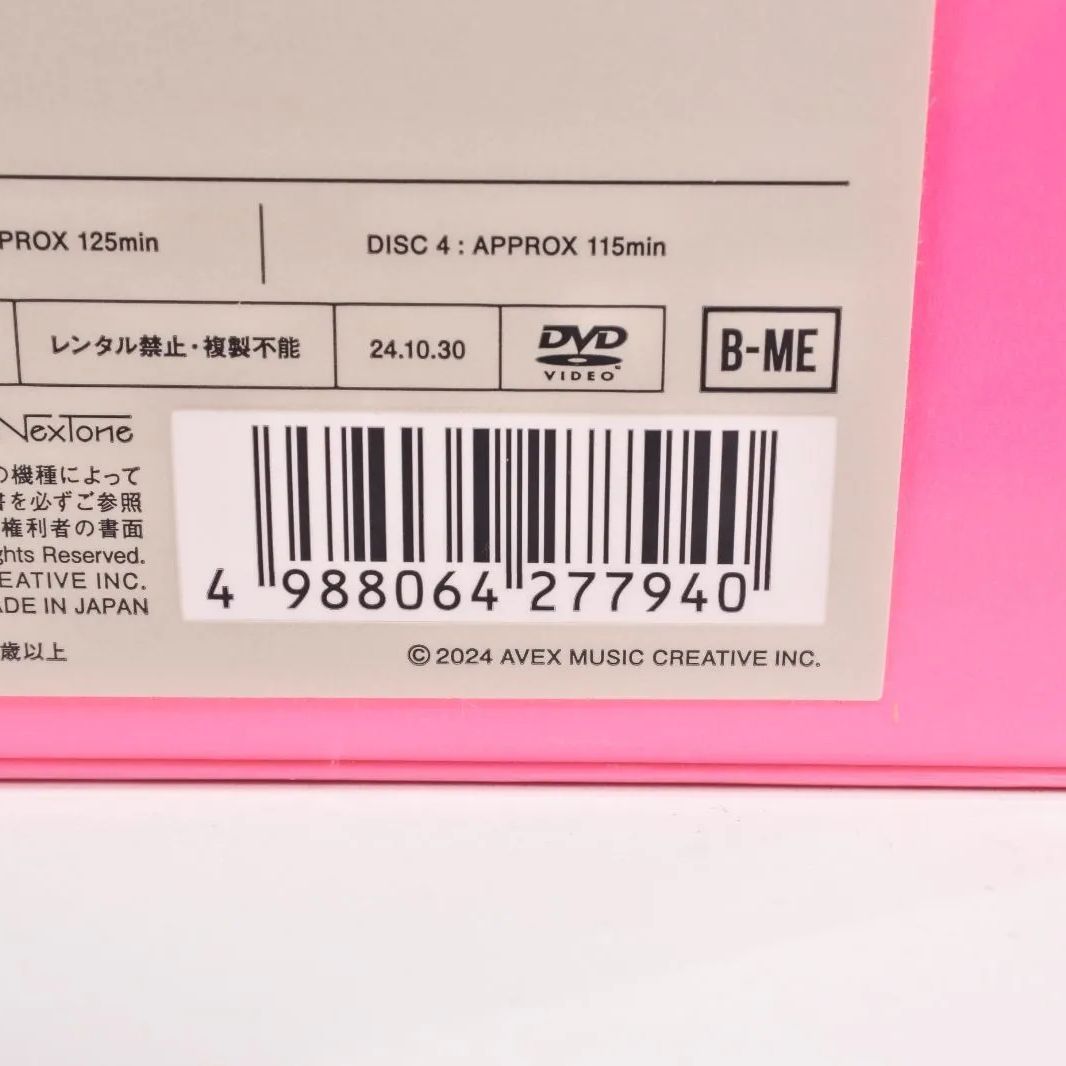 PROX 125min
DISC 4 : APPROX 115min
レンタル禁止・複製不能
24.10.30
DVD
VIDEO
B-ME
NexTone
の機種によって
書を必ずご参照
権利者の書面
ghts Reserved.
EATIVE INC.
ADE IN JAPAN
歳以上
4 988064 277940
© 2024 AVEX MUSIC CREATIVE INC.